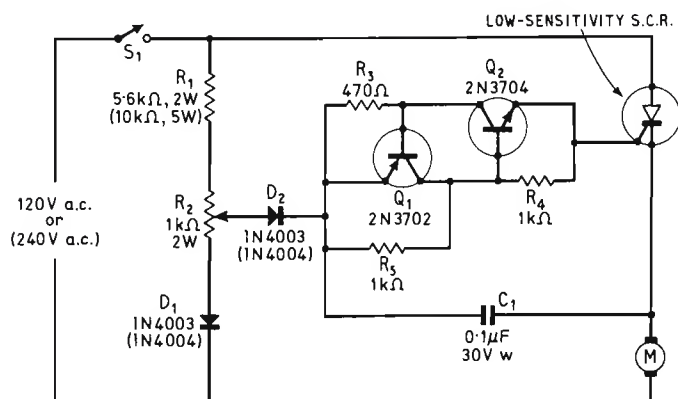 LOW-SENSITIVITY S.C.R.
S1
R1
5·6kΩ, 2W
(10kΩ, 5W)
R3
470Ω
Q2
2N3704
120V a.c.
or
(240V a.c.)
R2
1kΩ
2W
D2
1N4003
(1N4004)
Q1
2N3702
R4
1kΩ
R5
1kΩ
D1
1N4003
(1N4004)
C1
0·1μF
30V w
M